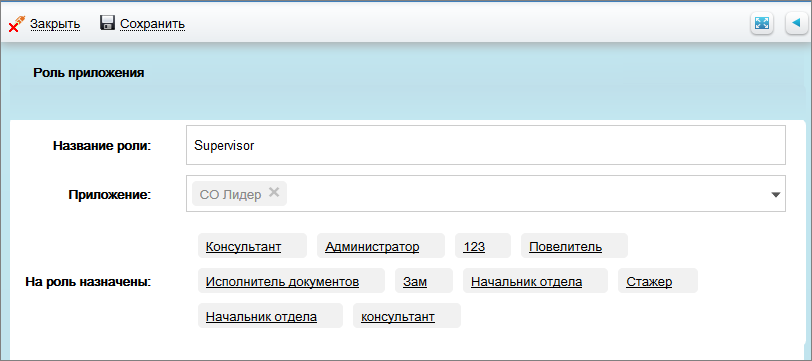 Закрыть Сохранить
Роль приложения
Название роли: Supervisor
Приложение: СО Лидер
Консультант Администратор 123 Повелитель
На роль назначены: Исполнитель документов Зам Начальник отдела Стажер
Начальник отдела консультант